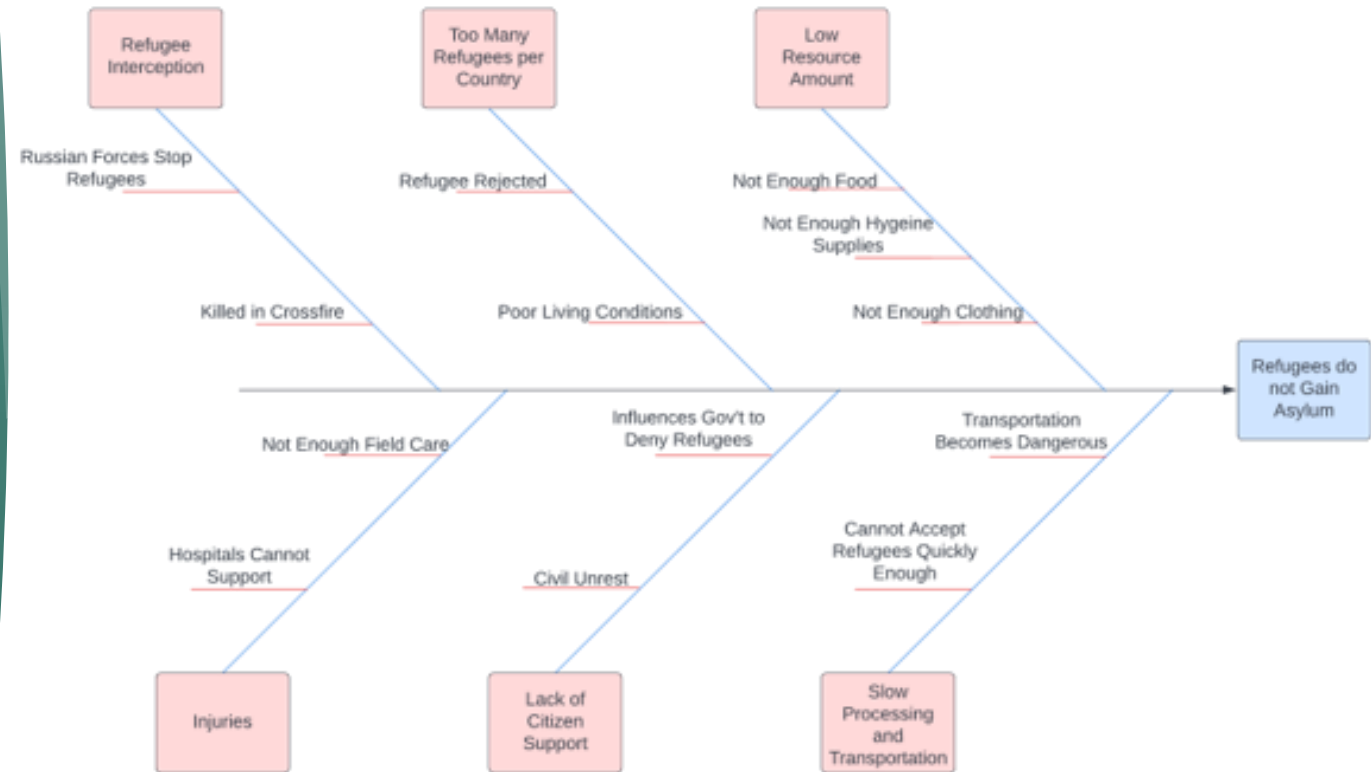 Refugee
Interception
Too Many
Refugees per
Country
Low
Resource
Amount
Russian Forces Stop
Refugees
Refugee Rejected
Not Enough Food
Not Enough Hygeine
Supplies
Killed in Crossfire
Poor Living Conditions
Not Enough Clothing
Refugees do
not Gain
Asylum
Not Enough Field Care
Influences Gov't to
Deny Refugees
Transportation
Becomes Dangerous
Hospitals Cannot
Support
Civil Unrest
Cannot Accept
Refugees Quickly
Enough
Injuries
Lack of
Citizen
Support
Slow
Processing
and
Transportation